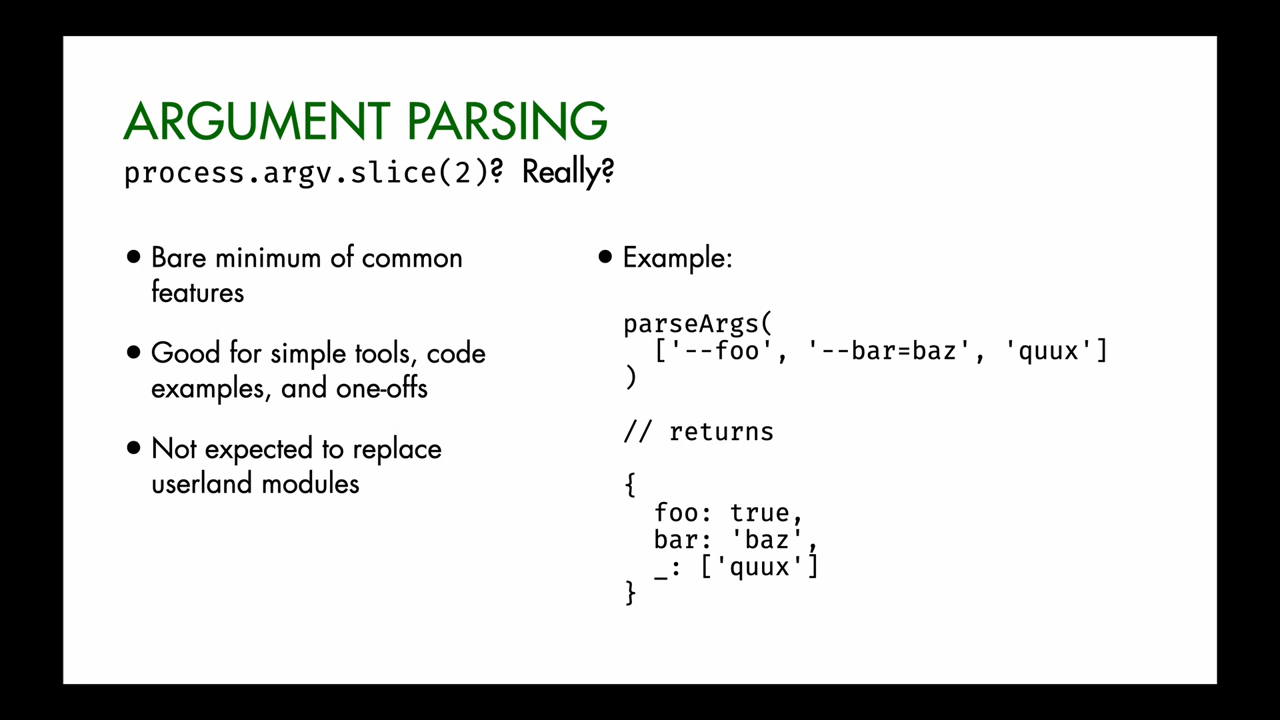 ARGUMENT PARSING
process.argv.slice(2)? Really?
• Bare minimum of common
features
• Good for simple tools, code
examples, and one-offs
• Not expected to replace
userland modules
• Example:
parseArgs(
  ['--foo', '--bar=baz', 'quux']
)
// returns
{
  foo: true,
  bar: 'baz',
  _: ['quux']
}